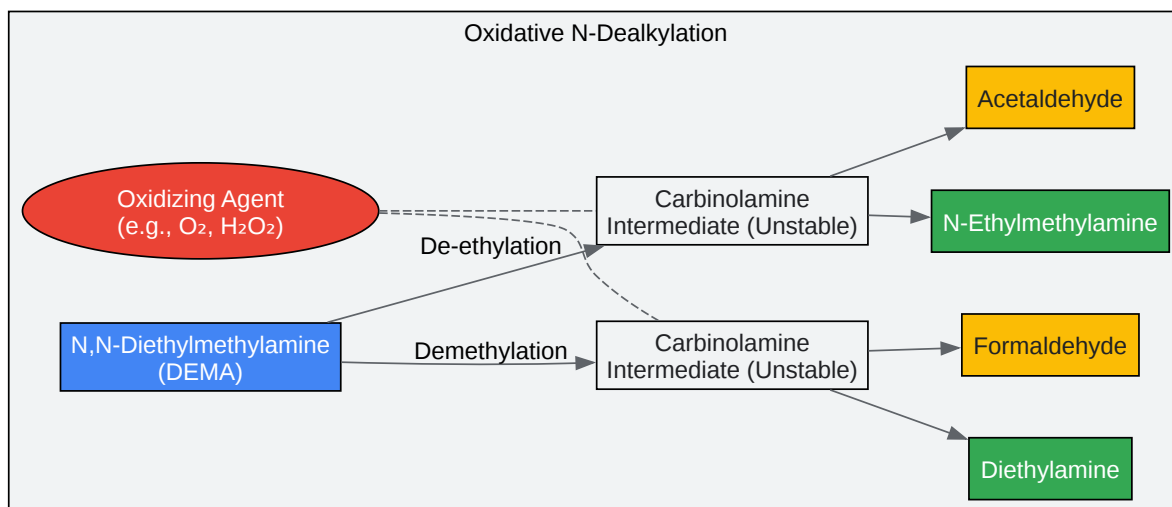 Oxidative N-Dealkylation
Acetaldehyde
Oxidizing Agent
(e.g., O₂, H₂O₂)
Carbinolamine
Intermediate (Unstable)
N-Ethylmethylamine
De-ethylation
N,N-Diethylmethylamine
(DEMA)
Demethylation
Carbinolamine
Intermediate (Unstable)
Formaldehyde
Diethylamine